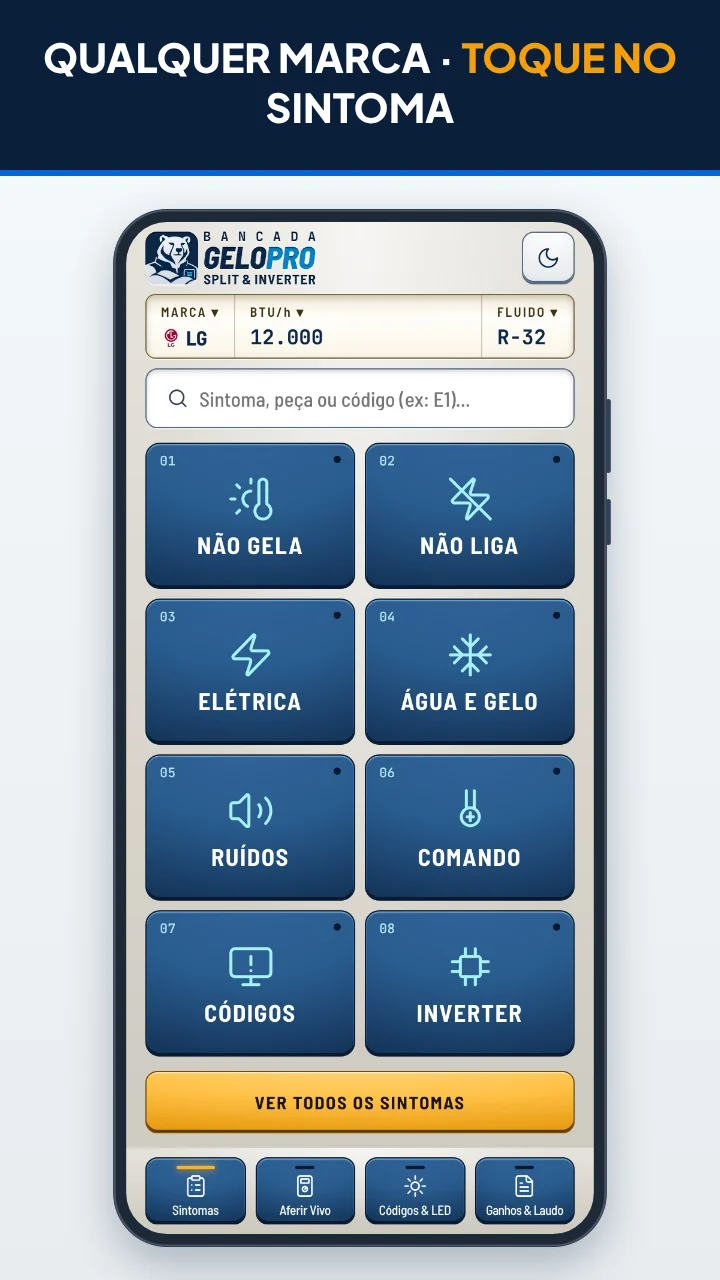 QUALQUER MARCA · TOQUE NO
SINTOMA
BANCADA
GELOPRO
SPLIT & INVERTER
MARCA ▼
BTU/h ▼
FLUIDO ▼
LG
LG
12.000
R-32
Sintoma, peça ou código (ex: E1)...
01
NÃO GELA
02
NÃO LIGA
03
ELÉTRICA
04
ÁGUA E GELO
05
RUÍDOS
06
COMANDO
07
CÓDIGOS
08
INVERTER
VER TODOS OS SINTOMAS
Sintomas
Aferir Vivo
Códigos & LED
Ganhos & Laudo